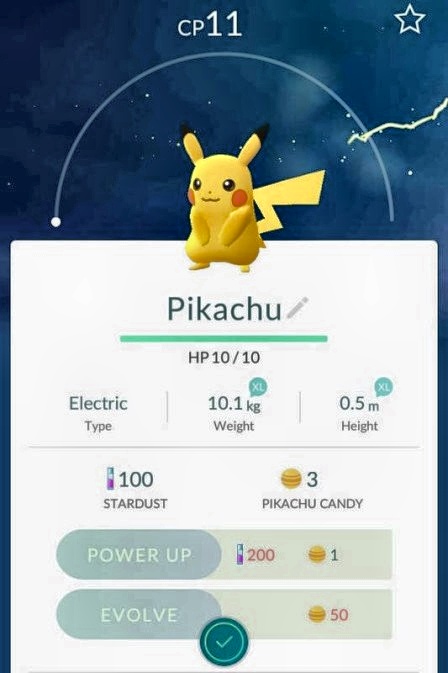 CP11
Pikachu
HP 10 / 10
XL XL
Electric 10.1 kg 0.5 m
Type Weight Height
100 3
STARDUST PIKACHU CANDY
POWER UP 200 1
EVOLVE 50